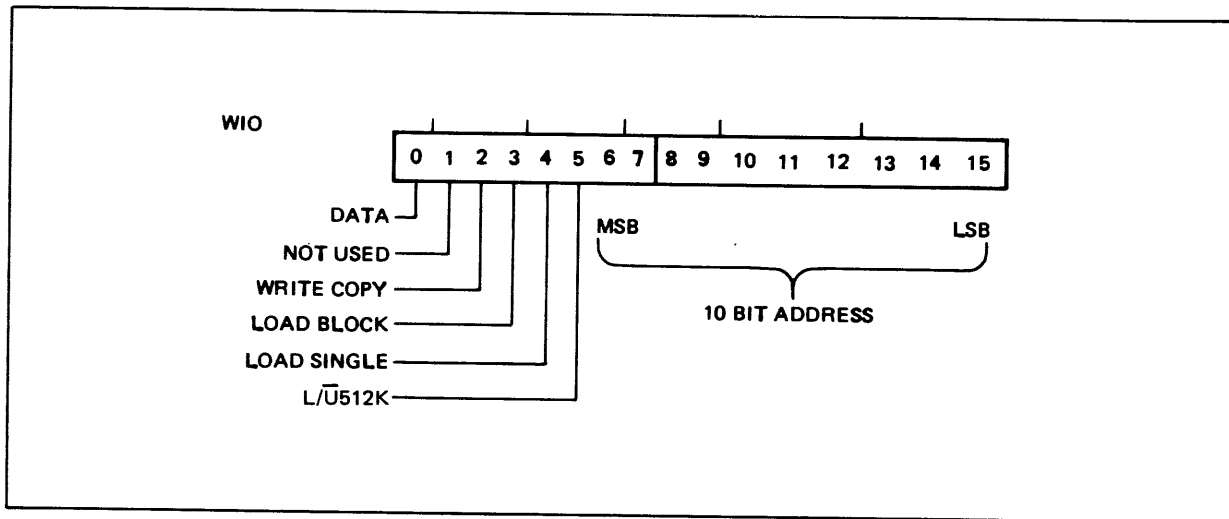 WIO
0 1 2 3 4 5 6 7 8 9 10 11 12 13 14 15
DATA
NOT USED
WRITE COPY
LOAD BLOCK
LOAD SINGLE
L/U̅512K
MSB LSB
10 BIT ADDRESS